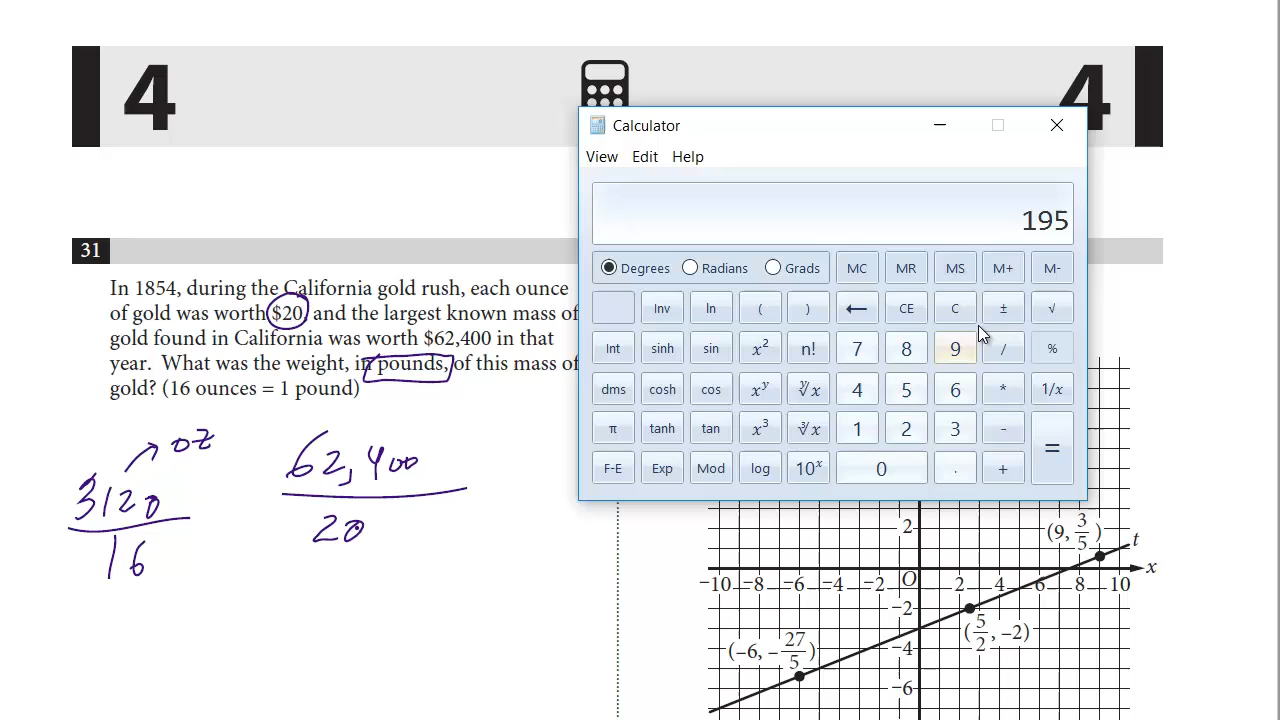 4
4
Calculator
View Edit Help
195
Degrees Radians Grads MC MR MS M+ M-
Inv ln ( ) ← CE C ± √
Int sinh sin x² n! 7 8 9 / %
dms cosh cos xʸ ʸ√x 4 5 6 * 1/x
π tanh tan x³ ³√x 1 2 3 - =
F-E Exp Mod log 10ˣ 0 . +
31
In 1854, during the California gold rush, each ounce
of gold was worth $20, and the largest known mass of
gold found in California was worth $62,400 in that
year. What was the weight, in pounds, of this mass of
gold? (16 ounces = 1 pound)
oz
3120
16
62,400
20
2
(9, 3/5)
t
x
−10 −8 −6 −4 −2 O 2 4 6 8 10
−2
(5/2, −2)
(−6, −27/5)
−4
−6